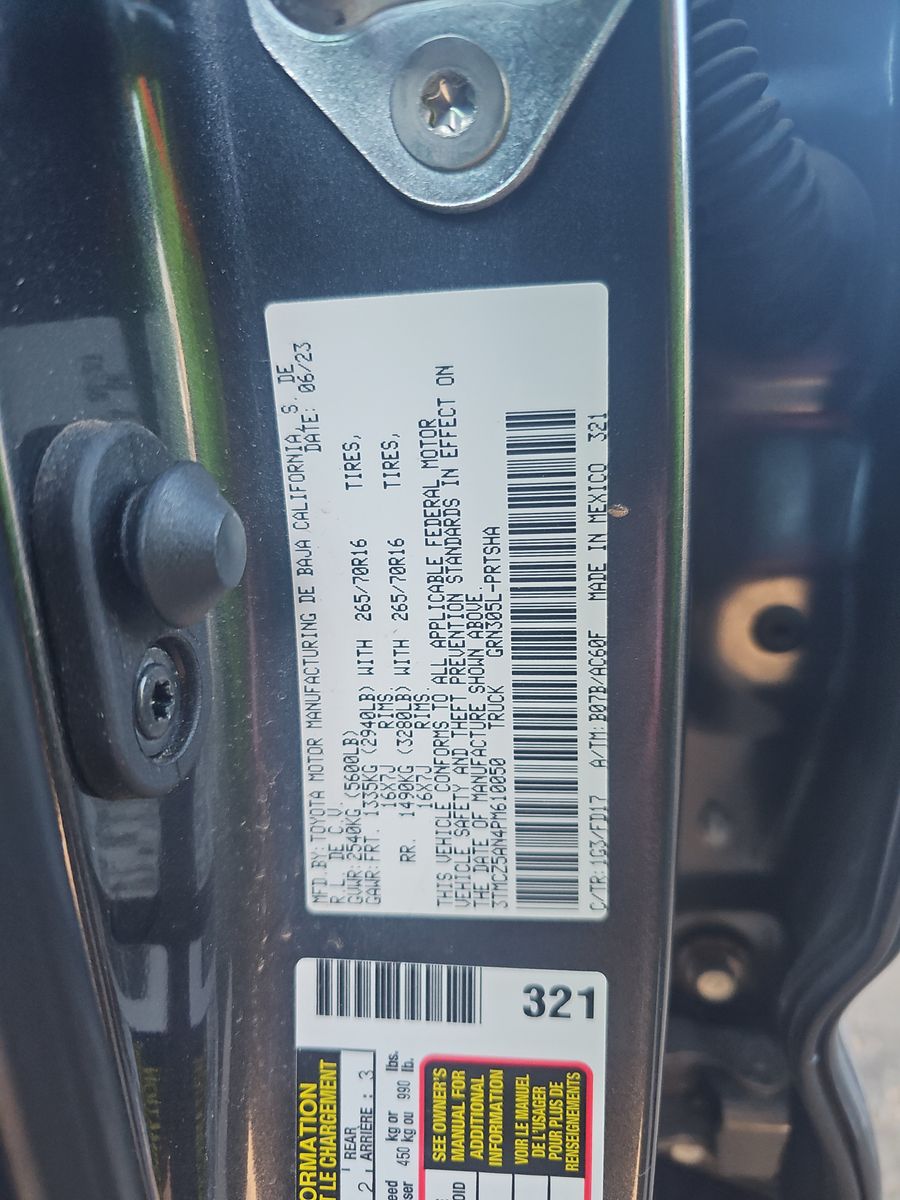 MFD.BY:TOYOTA MOTOR MANUFACTURING DE BAJA CALIFORNIA, S. DE
R.L. DE C.V. DATE: 06/23
GVWR:2540KG (5600LB)
GAWR:FRT. 1335KG (2940LB) WITH 265/70R16 TIRES,
16X7J RIMS
RR. 1490KG (3280LB) WITH 265/70R16 TIRES,
16X7J RIMS.
THIS VEHICLE CONFORMS TO ALL APPLICABLE FEDERAL MOTOR
VEHICLE SAFETY AND THEFT PREVENTION STANDARDS IN EFFECT ON
THE DATE OF MANUFACTURE SHOWN ABOVE.
3TMCZ5AN4PM610050 TRUCK GRN305L-PRTSHA
C/TR:1G3/FD17 A/TM:B07B/AC60F MADE IN MEXICO 321
321
ORMATION
LE CHARGEMENT
REAR
2 ARRIÈRE : 3
450 kg or 990 lbs.
450 kg ou 990 lb.
SEE OWNER'S
MANUAL FOR
ADDITIONAL
INFORMATION
VOIR LE MANUEL
DE L'USAGER
POUR PLUS DE
RENSEIGNEMENTS